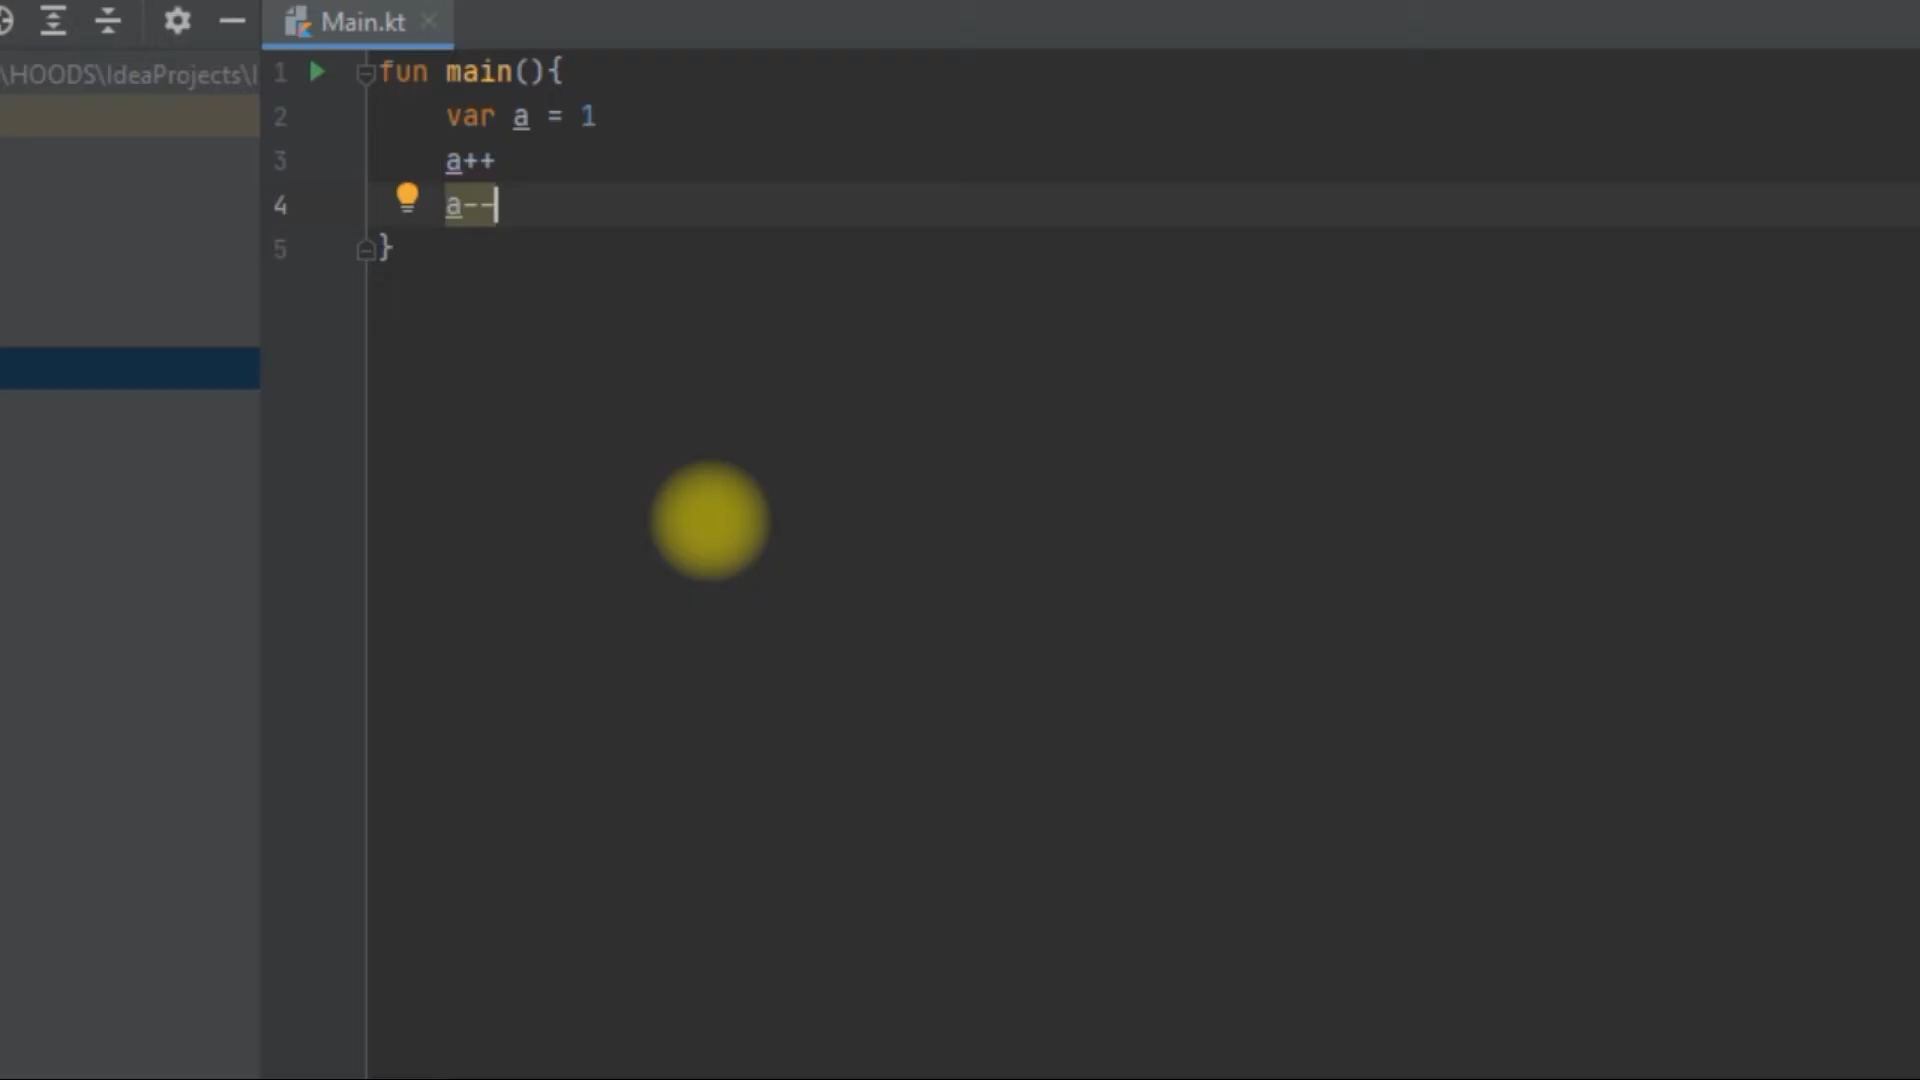 Main.kt
\HOODS\IdeaProjects\
1 fun main(){
2 var a = 1
3 a++
4 a--
5 }